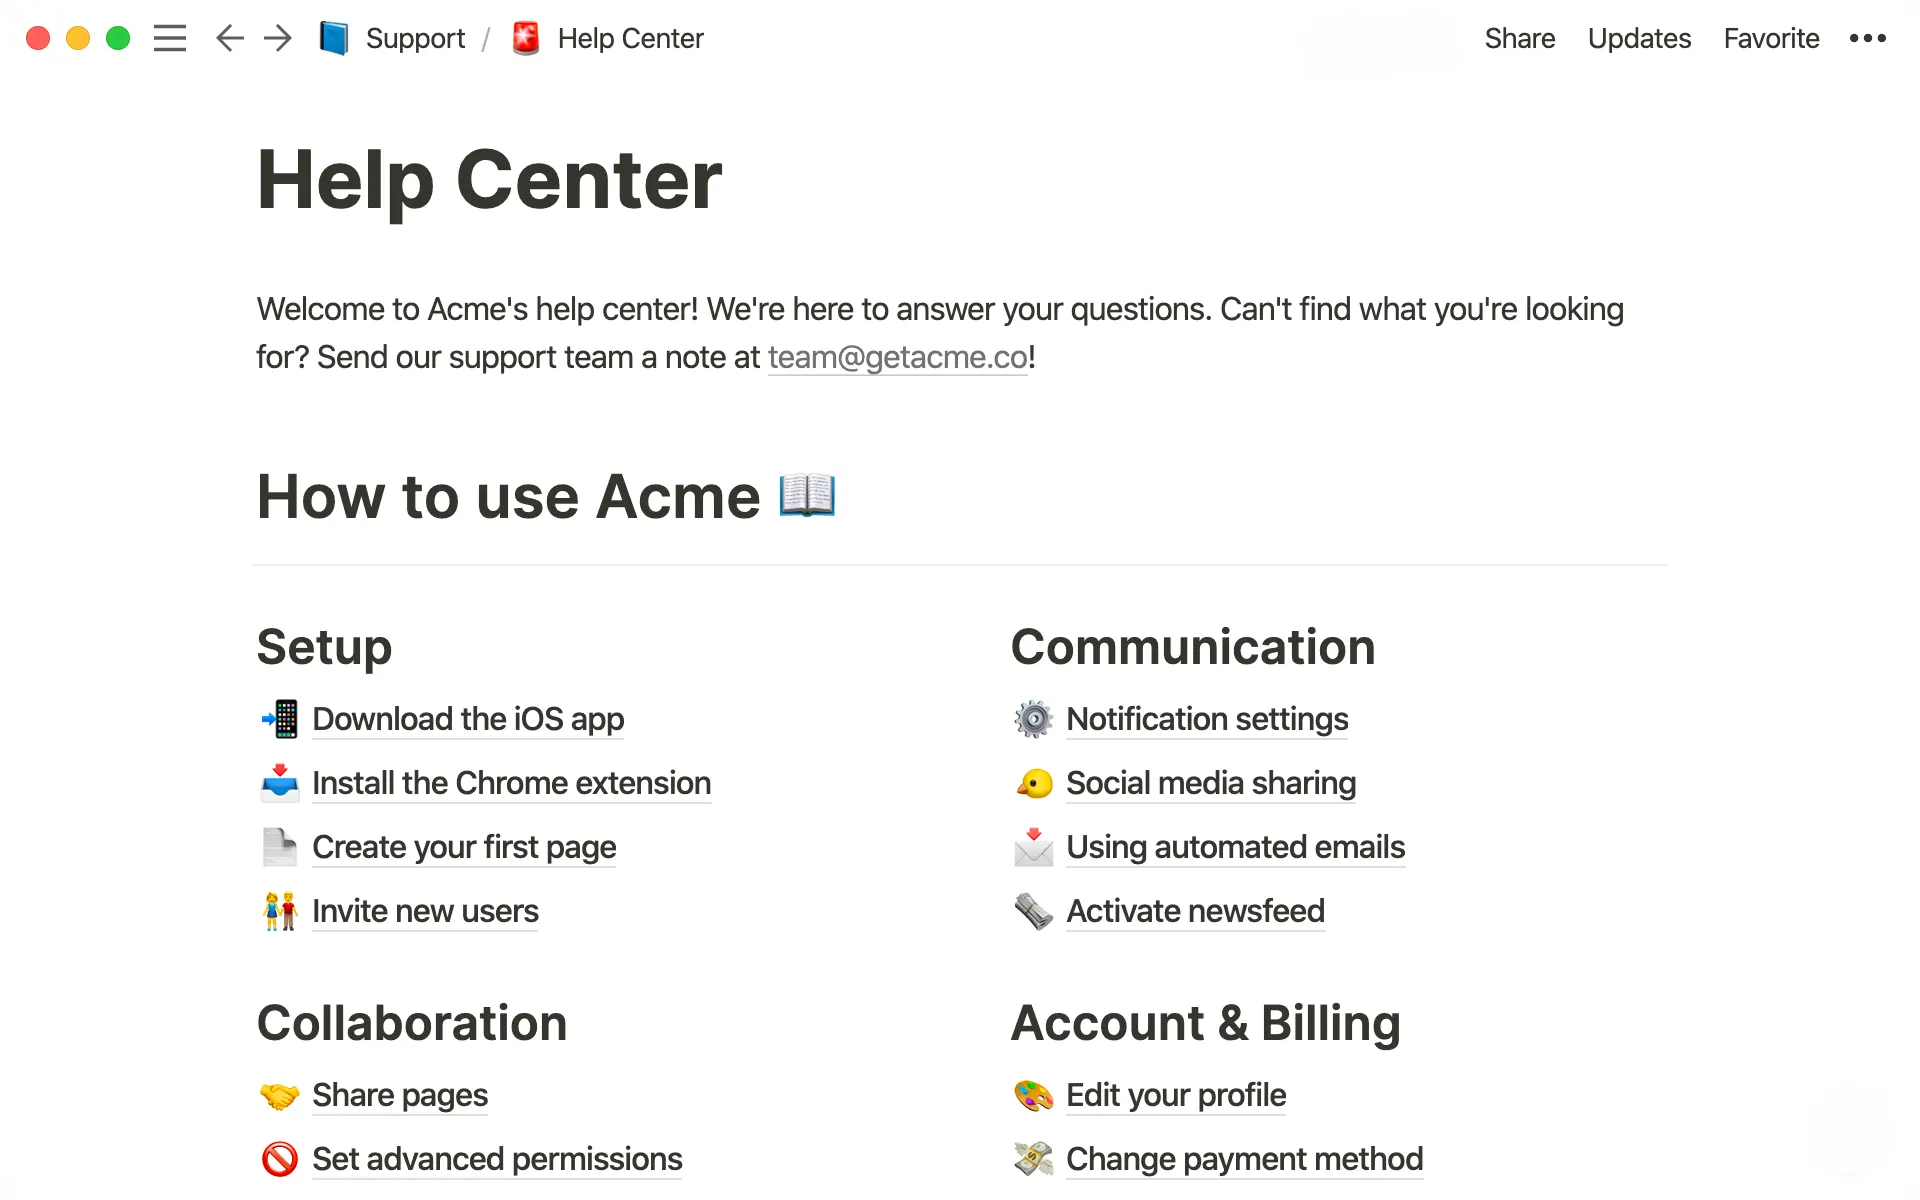 Support / Help Center
Share Updates Favorite
Help Center
Welcome to Acme's help center! We're here to answer your questions. Can't find what you're looking
for? Send our support team a note at team@getacme.co!
How to use Acme
Setup
Download the iOS app
Install the Chrome extension
Create your first page
Invite new users
Communication
Notification settings
Social media sharing
Using automated emails
Activate newsfeed
Collaboration
Share pages
Set advanced permissions
Account & Billing
Edit your profile
Change payment method